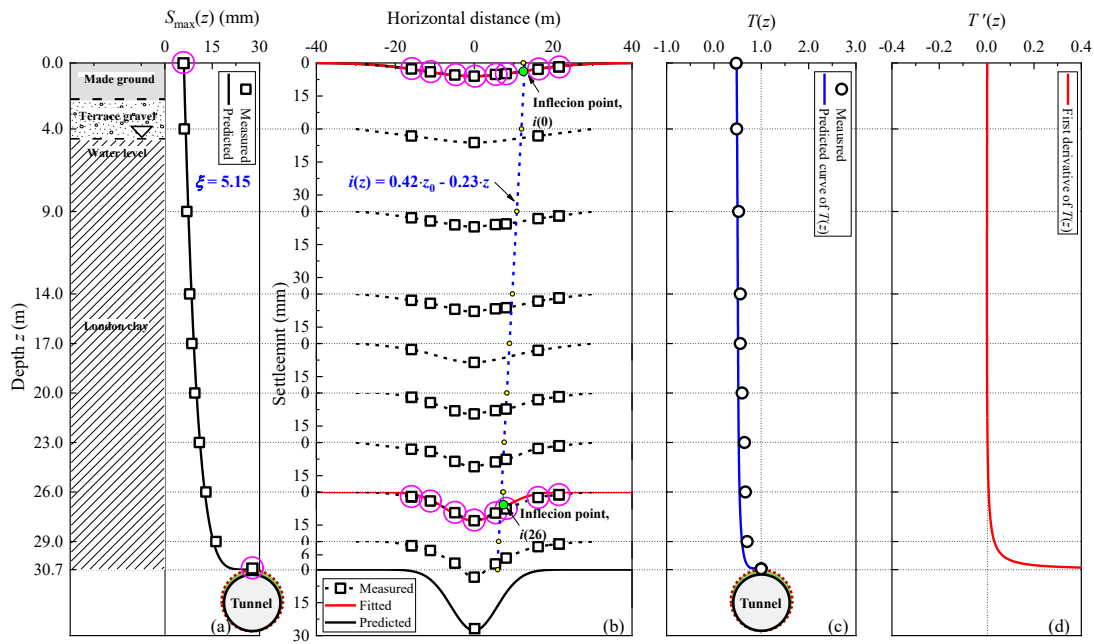 Smax(z) (mm)
0 15 30
Depth z (m)
0.0
4.0
9.0
14.0
17.0
20.0
23.0
26.0
29.0
30.7
Made ground
Terrace gravel
Water level
London clay
Measured
Predicted
ξ = 5.15
Tunnel
(a)
Horizontal distance (m)
-40 -20 0 20 40
Settleemnt (mm)
0
15
0
15
30
0
15
30
0
15
0
15
0
15
0
15
0
15
0
6
0
15
30
Inflecion point,
i(0)
i(z) = 0.42·z0 - 0.23·z
Inflecion point,
i(26)
Measured
Fitted
Predicted
(b)
T(z)
-1.0 0.0 1.0 2.0 3.0
Meausred
Predicted curve of T(z)
Tunnel
(c)
T'(z)
-0.4 -0.2 0.0 0.2 0.4
First derivative of T(z)
(d)